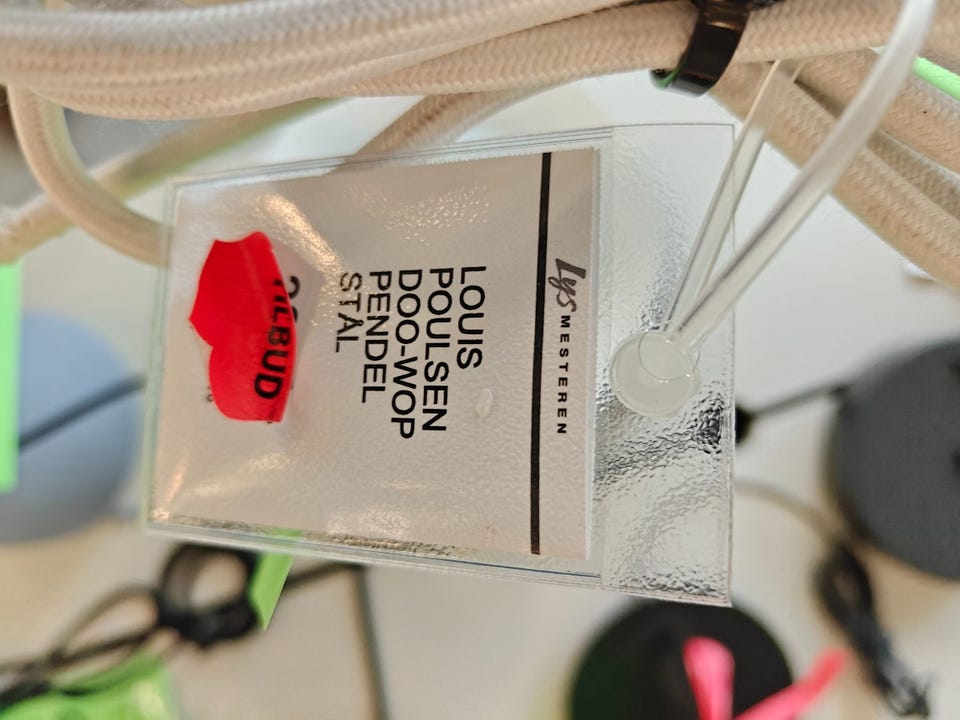 Lys MESTEREN
LOUIS
POULSEN
DOO-WOP
PENDEL
STÅL
TILBUD